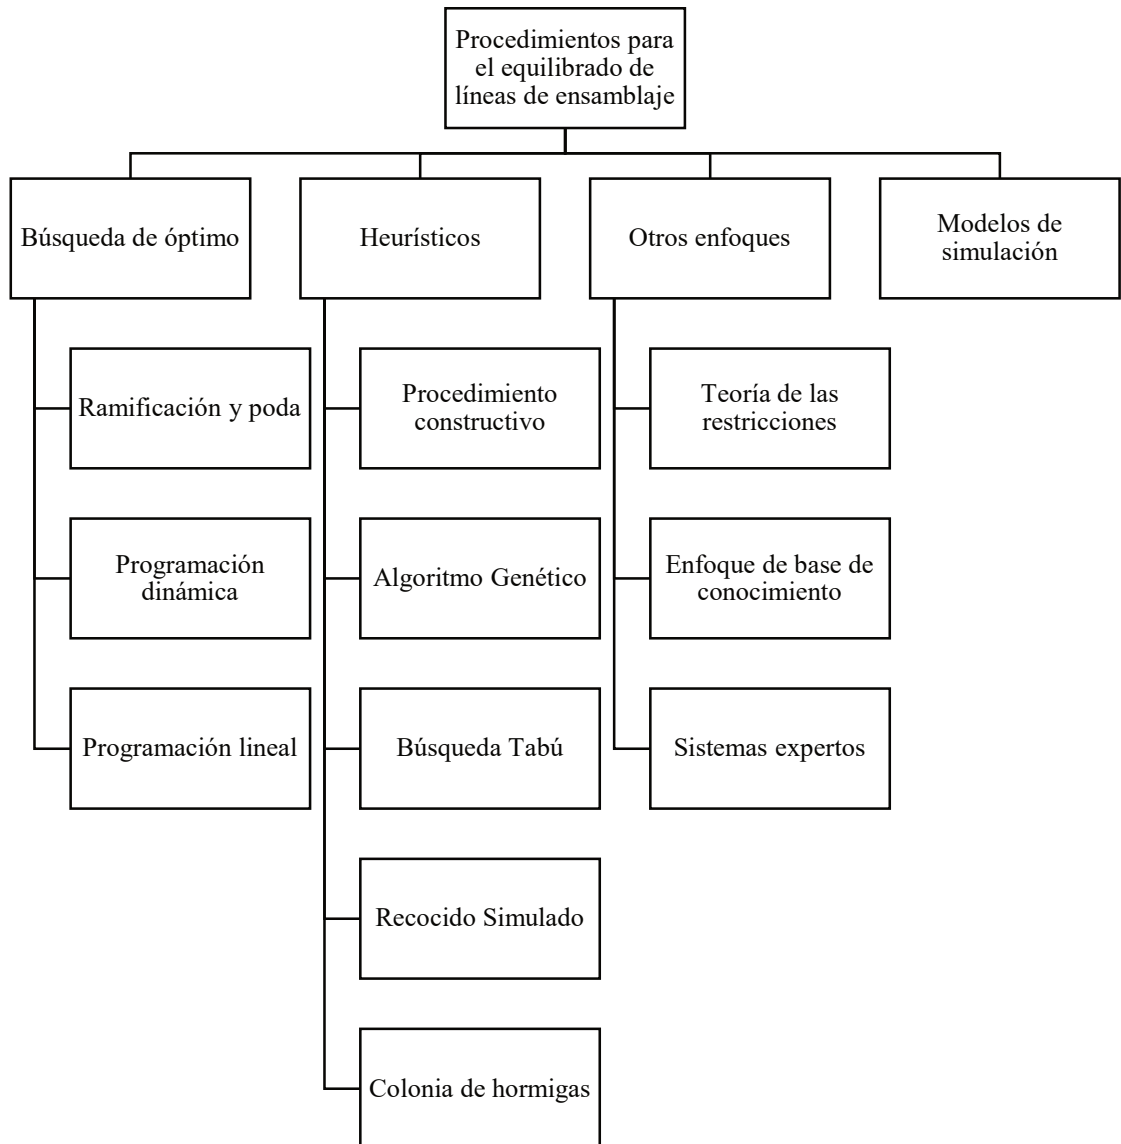 Procedimientos para
el equilibrado de
líneas de ensamblaje
Búsqueda de óptimo
Heurísticos
Otros enfoques
Modelos de
simulación
Ramificación y poda
Procedimiento
constructivo
Teoría de las
restricciones
Programación
dinámica
Algoritmo Genético
Enfoque de base de
conocimiento
Programación lineal
Búsqueda Tabú
Sistemas expertos
Recocido Simulado
Colonia de hormigas